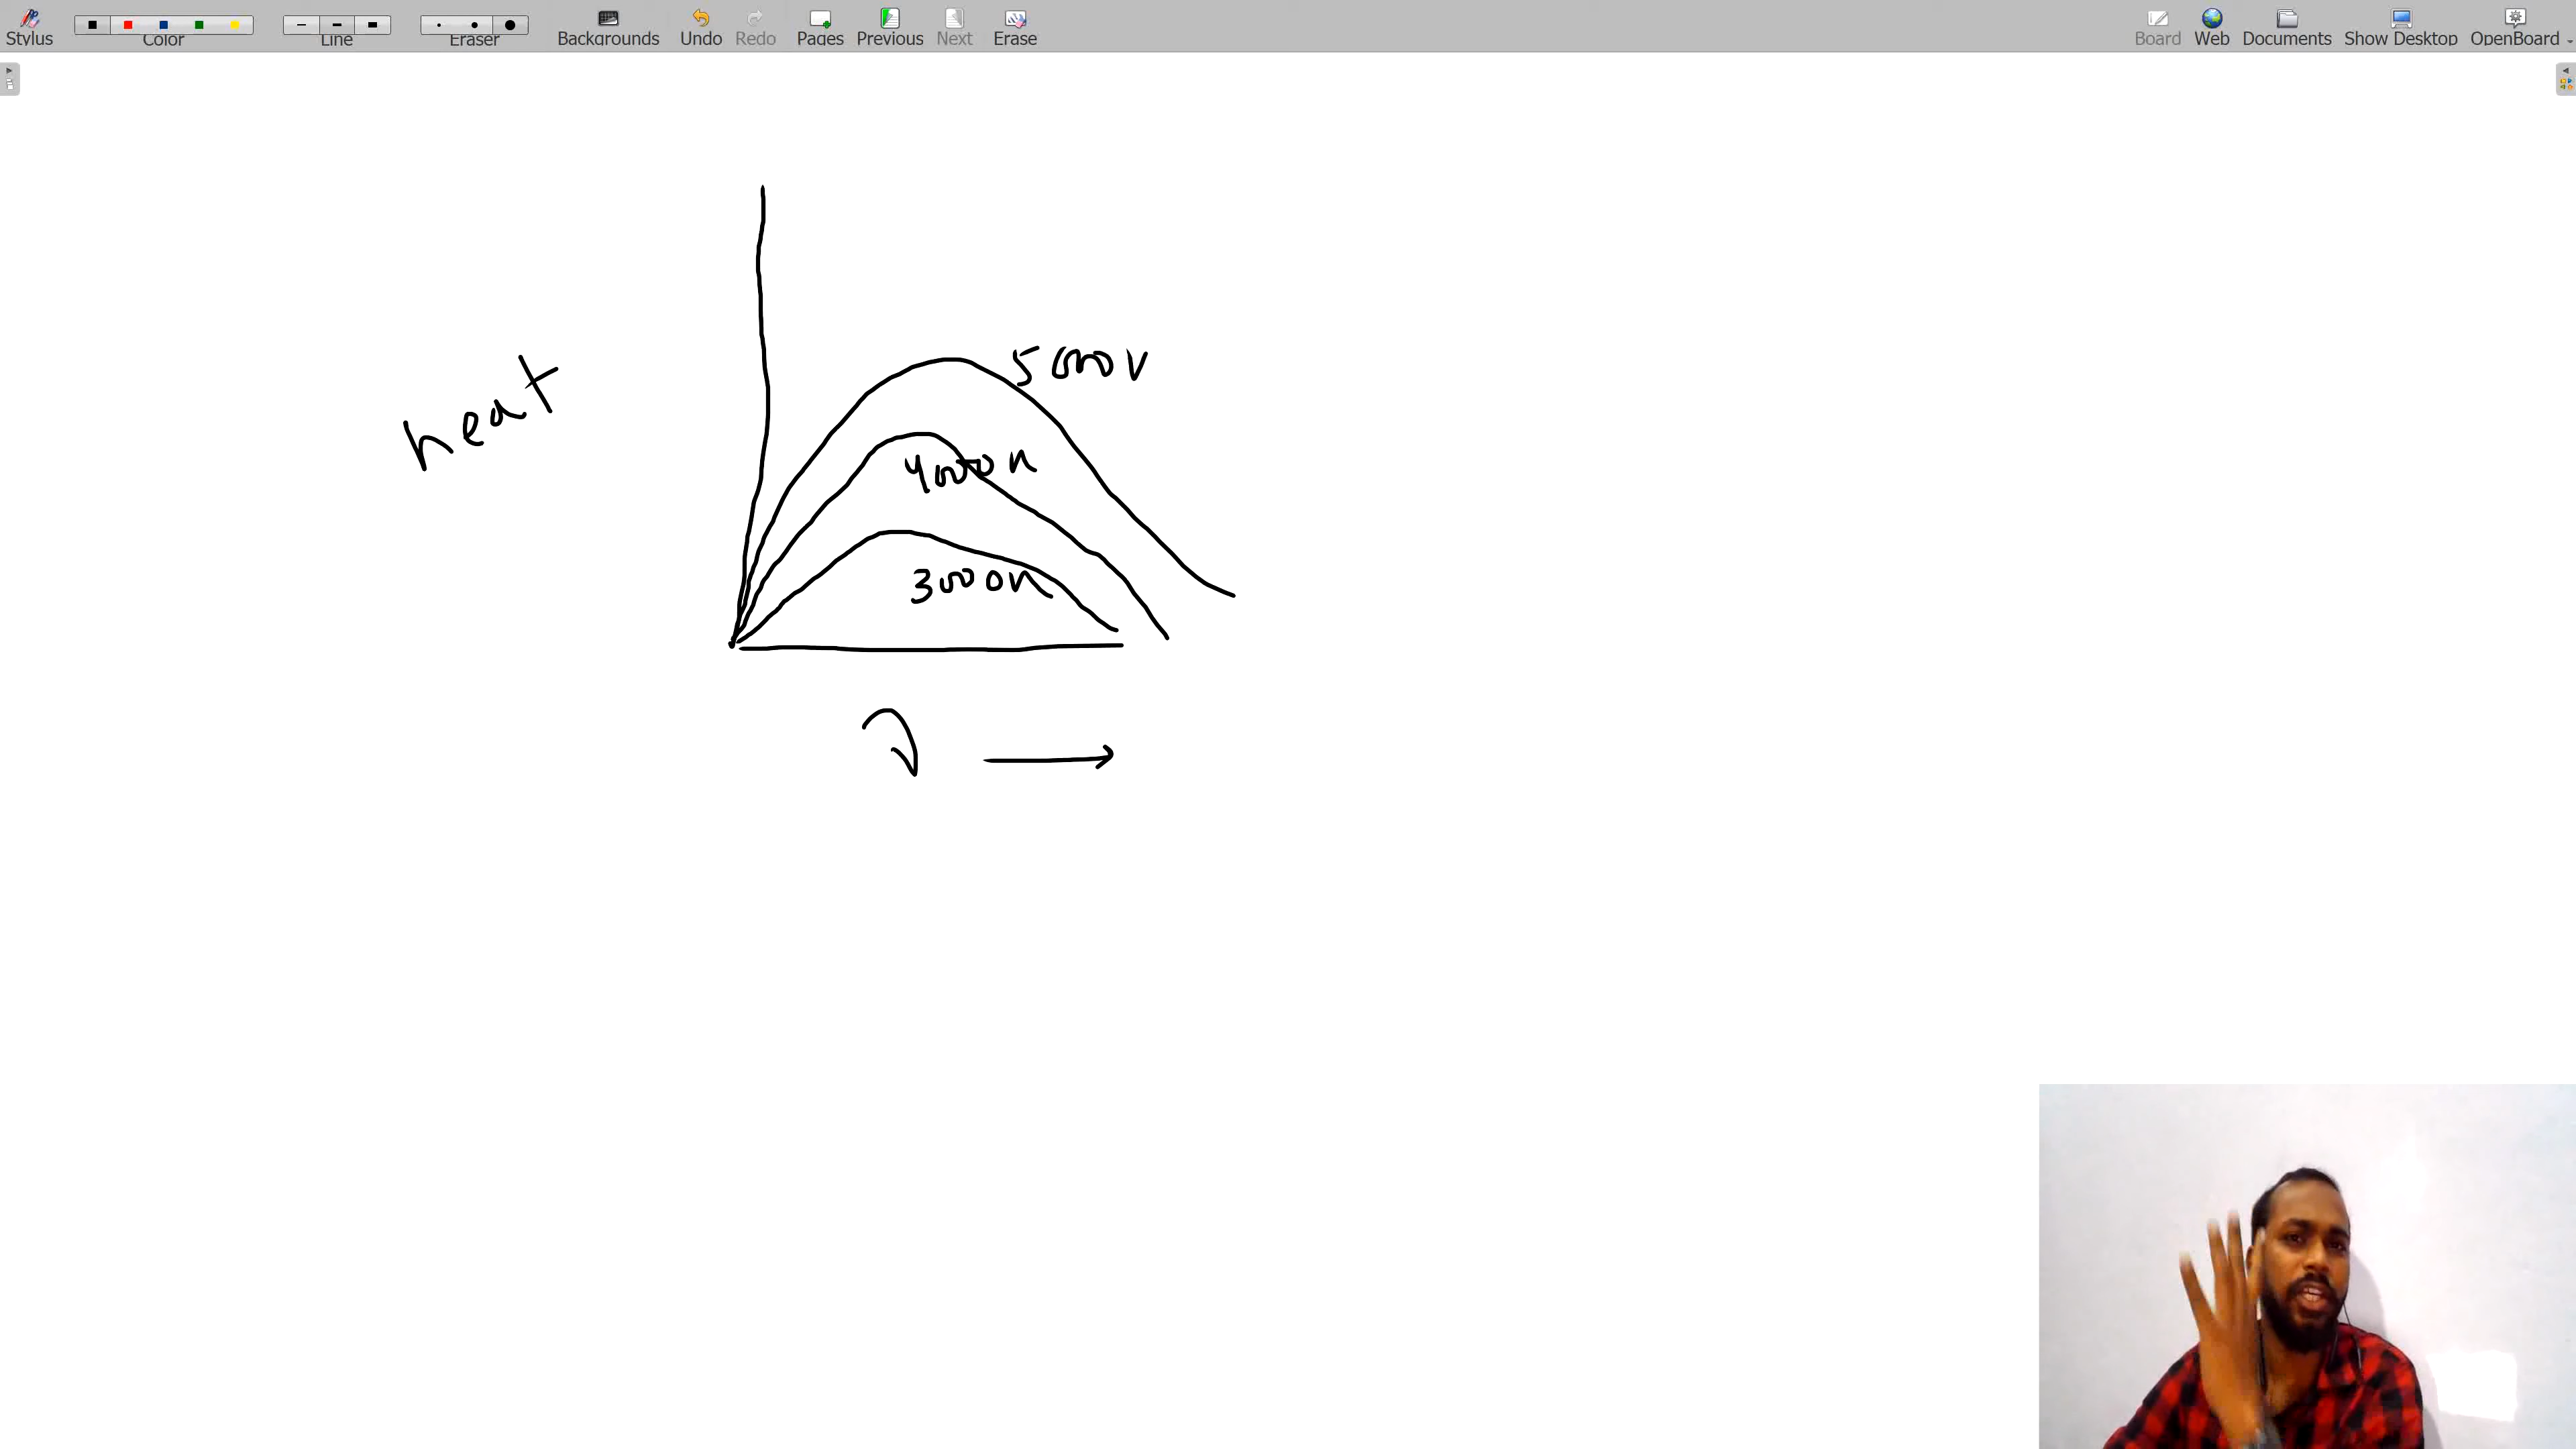 Stylus Color Line Eraser Backgrounds Undo Redo Pages Previous Next Erase Board Web Documents Show Desktop OpenBoard
heat
5000
4000
3000